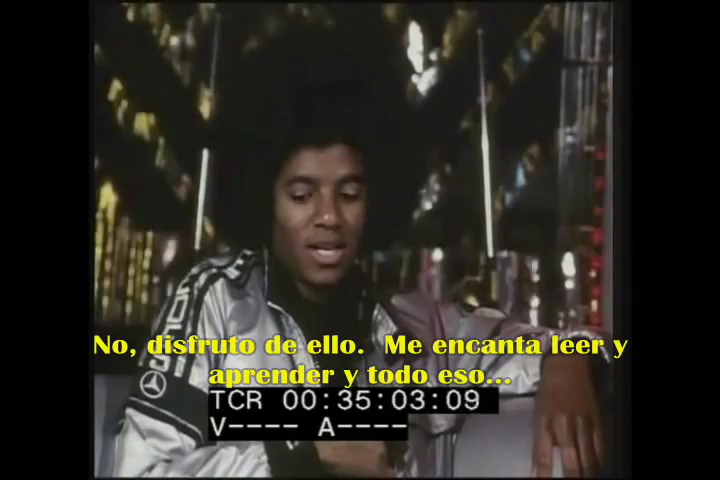 No, disfruto de ello. Me encanta leer y
aprender y todo eso...
TCR 00:35:03:09
V---- A----